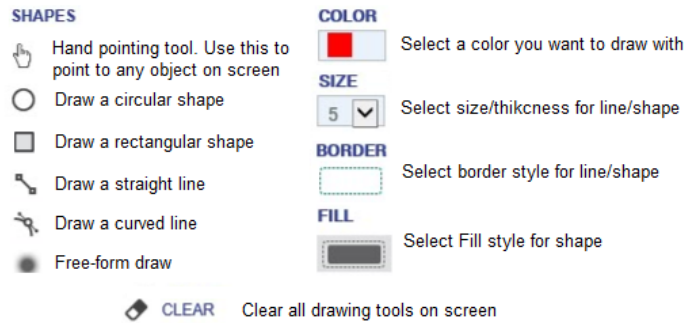 SHAPES
Hand pointing tool. Use this to
point to any object on screen
Draw a circular shape
Draw a rectangular shape
Draw a straight line
Draw a curved line
Free-form draw
COLOR
Select a color you want to draw with
SIZE
5
Select size/thikcness for line/shape
BORDER
Select border style for line/shape
FILL
Select Fill style for shape
CLEAR Clear all drawing tools on screen